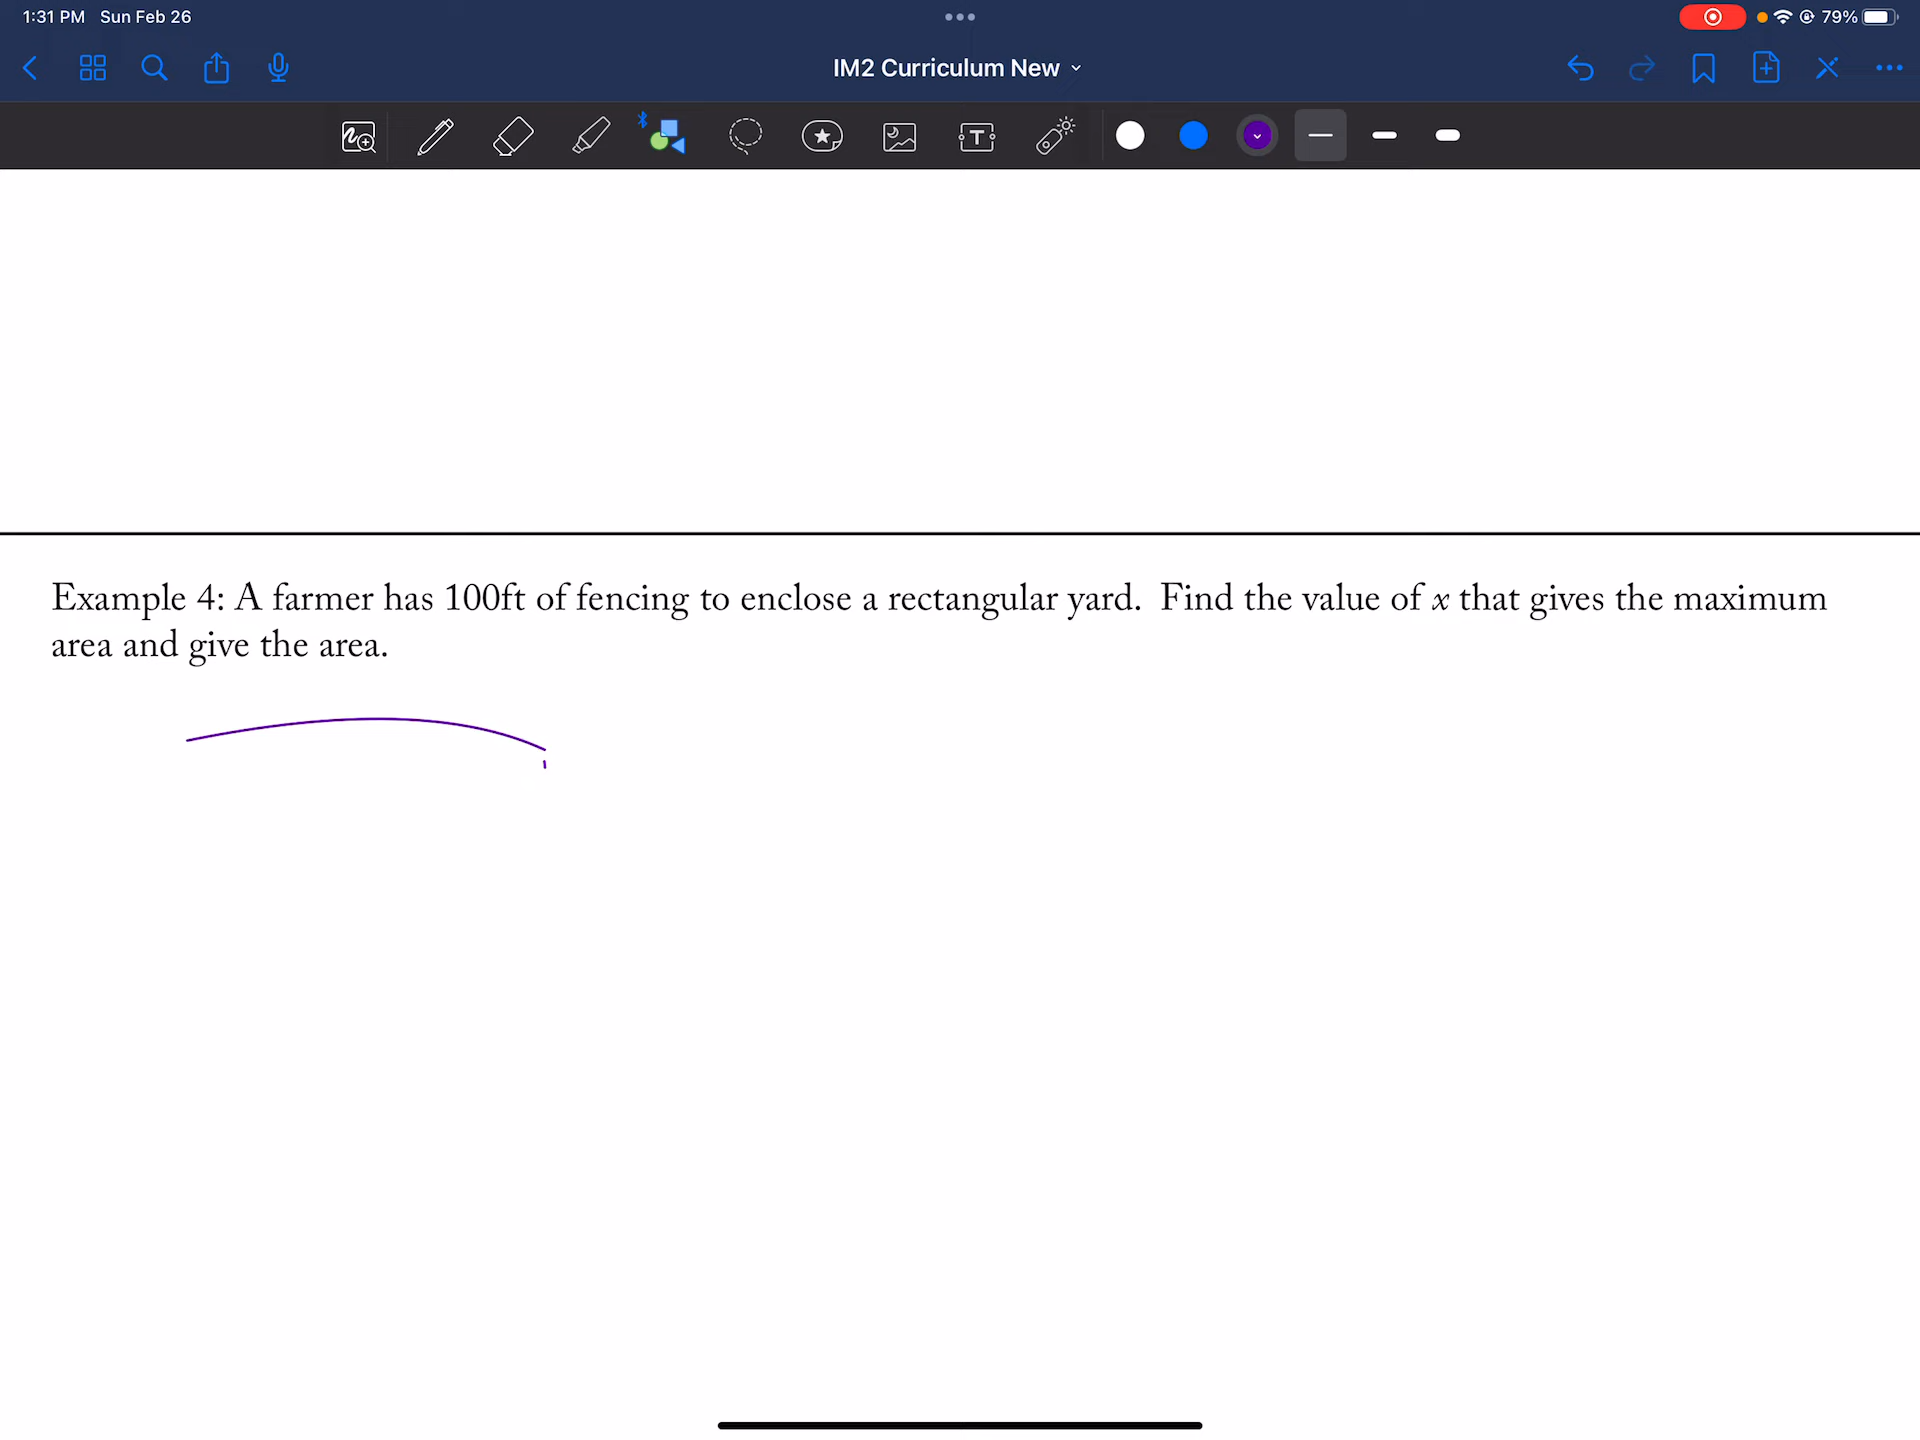 1:31 PM Sun Feb 26
79%
IM2 Curriculum New
T
Example 4: A farmer has 100ft of fencing to enclose a rectangular yard. Find the value of x that gives the maximum
area and give the area.